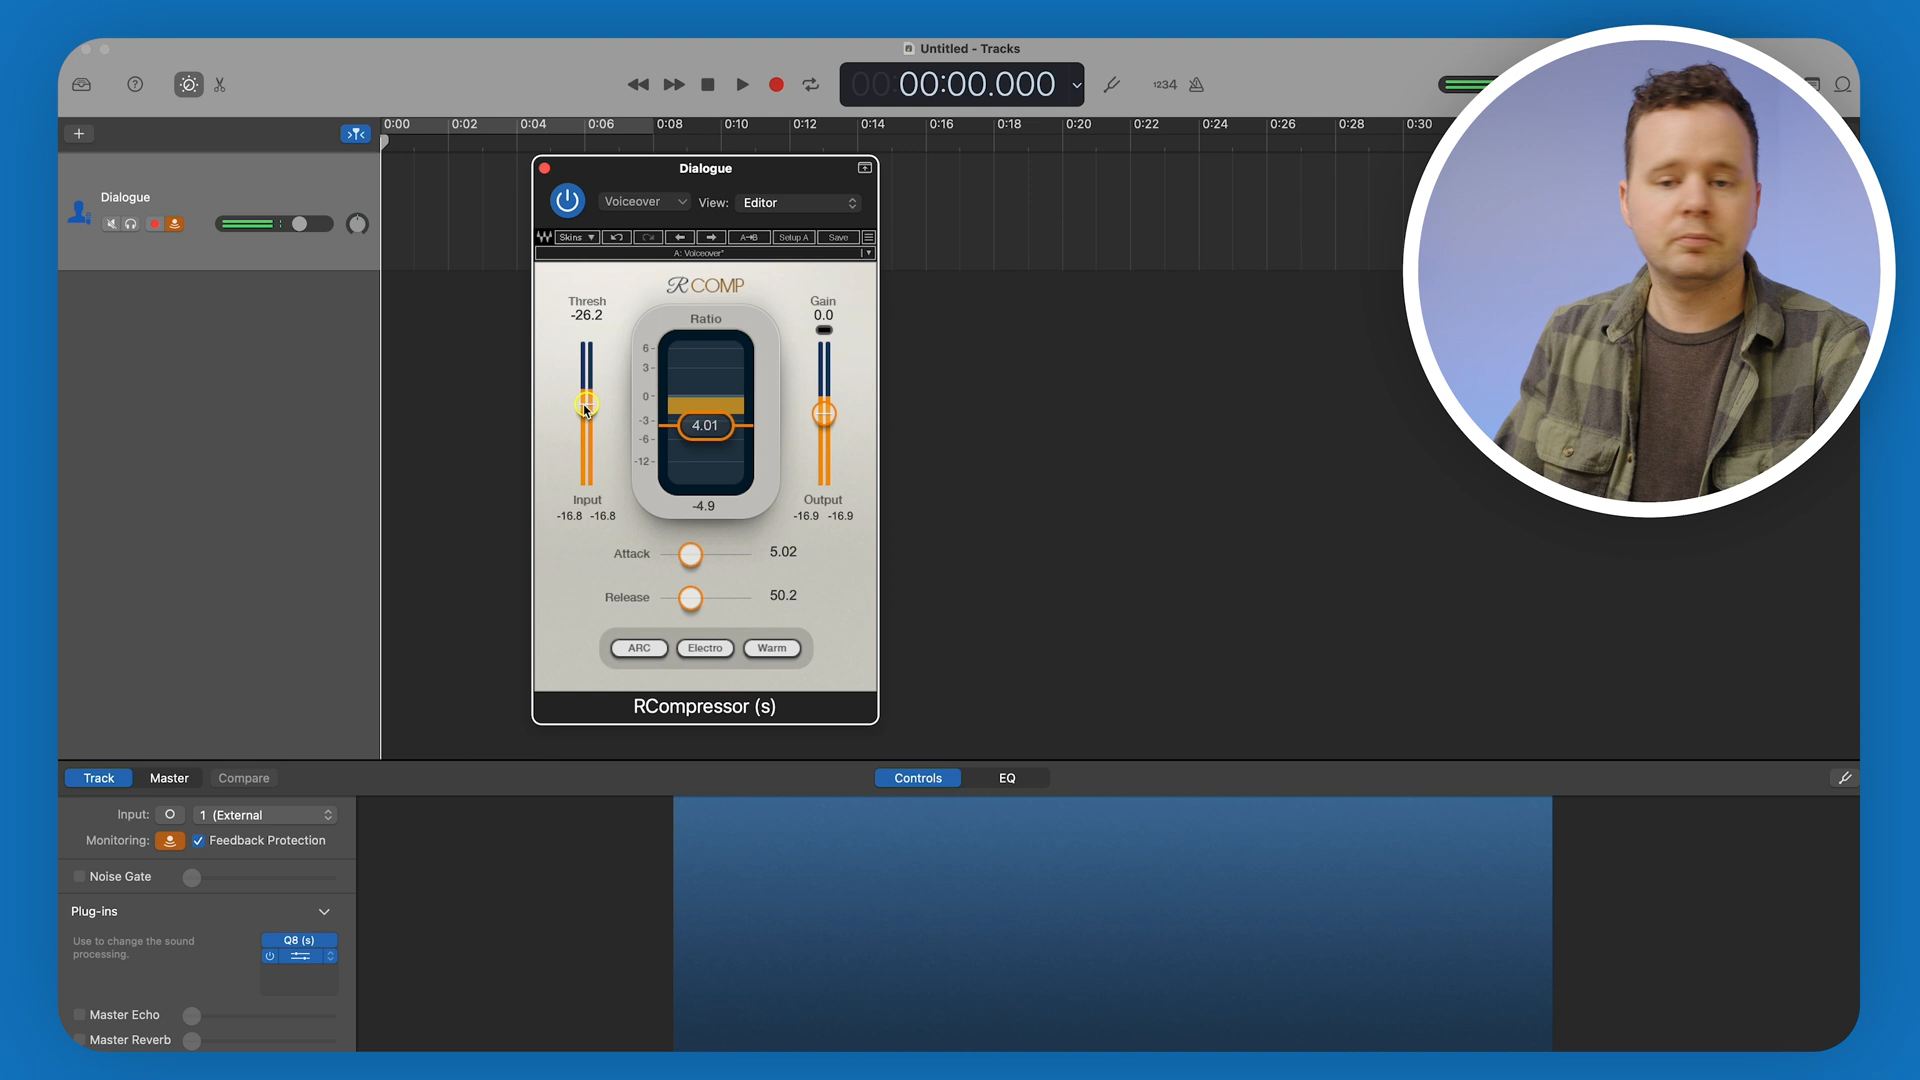 Untitled - Tracks
00:00:00.000
1234
0:00 0:02 0:04 0:06 0:08 0:10 0:12 0:14 0:16 0:18 0:20 0:22 0:24 0:26 0:28 0:30
Dialogue
Dialogue
Voiceover View: Editor
Skins A→B Setup A Save
A: Voiceover*
RCOMP
Thresh
-26.2
Ratio
Gain
0.0
6
3
0
-3
-6
-12
4.01
-4.9
Input
-16.8 -16.8
Output
-16.9 -16.9
Attack 5.02
Release 50.2
ARC Electro Warm
RCompressor (s)
Track Master Compare Controls EQ
Input: 1 (External
Monitoring: Feedback Protection
Noise Gate
Plug-ins
Use to change the sound
processing.
Q8 (s)
Master Echo
Master Reverb